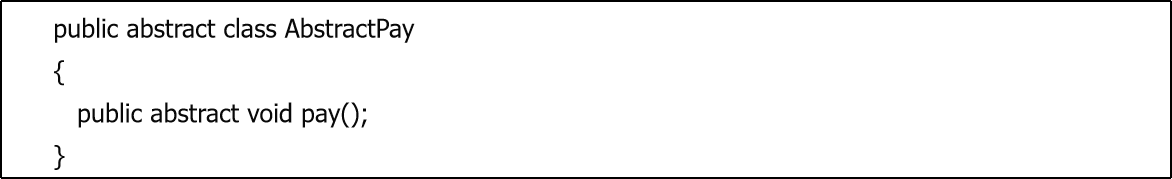 public abstract class AbstractPay
{
public abstract void pay();
}